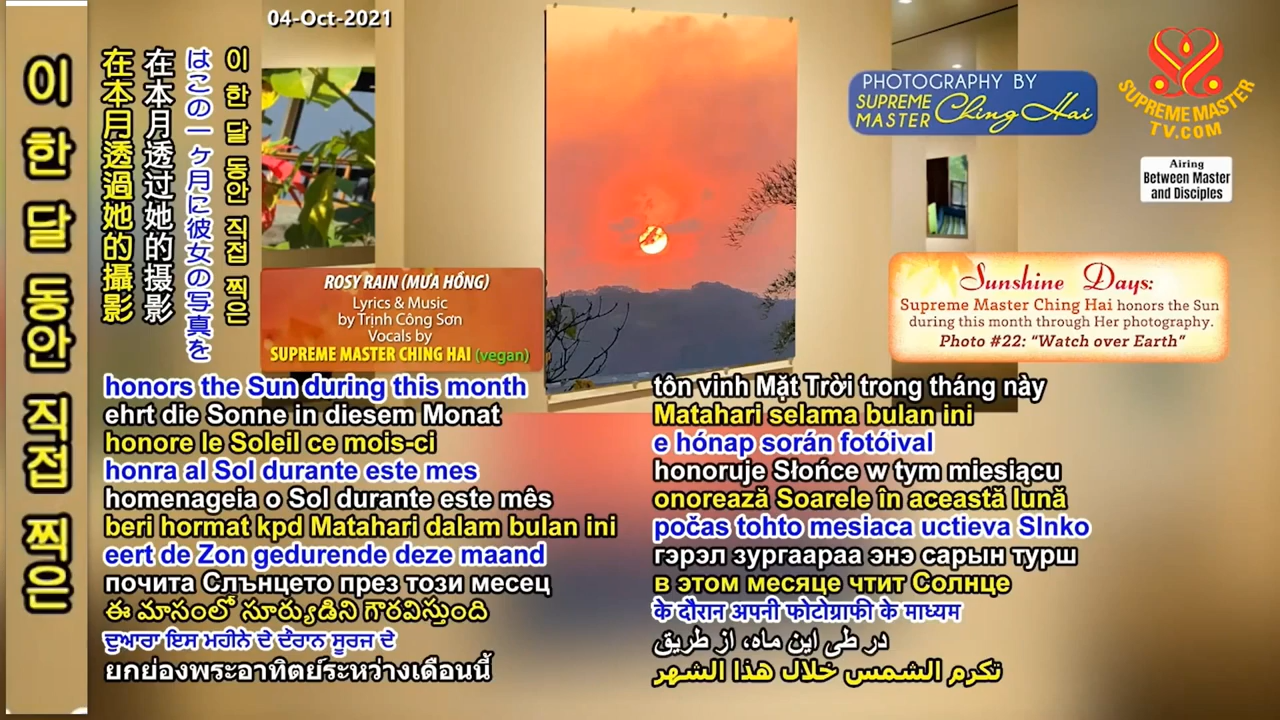 04-Oct-2021
이 한 달 동안 직접 찍은
在本月透過她的攝影
在本月透过她的摄影
はこの一ヶ月に彼女の写真を
이 한 달 동안 직접 찍은
PHOTOGRAPHY BY
SUPREME MASTER Ching Hai
SUPREME MASTER
TV.COM
Airing
Between Master
and Disciples
ROSY RAIN (MƯA HỒNG)
Lyrics & Music
by Trịnh Công Sơn
Vocals by
SUPREME MASTER CHING HAI (vegan)
Sunshine Days:
Supreme Master Ching Hai honors the Sun
during this month through Her photography.
Photo #22: “Watch over Earth”
honors the Sun during this month
ehrt die Sonne in diesem Monat
honore le Soleil ce mois-ci
honra al Sol durante este mes
homenageia o Sol durante este mês
beri hormat kpd Matahari dalam bulan ini
eert de Zon gedurende deze maand
почита Слънцето през този месец
ఈ మాసంలో సూర్యుడిని గౌరవిస్తుంది
ਦੁਆਰਾ ਇਸ ਮਹੀਨੇ ਦੇ ਦੌਰਾਨ ਸੂਰਜ ਦੇ
ยกย่องพระอาทิตย์ระหว่างเดือนนี้
tôn vinh Mặt Trời trong tháng này
Matahari selama bulan ini
e hónap során fotóival
honoruje Słońce w tym miesiącu
onorează Soarele în această lună
počas tohto mesiaca uctieva Slnko
гэрэл зургаараа энэ сарын турш
в этом месяце чтит Солнце
के दौरान अपनी फोटोग्राफी के माध्यम
در طی این ماه، از طریق
تكرم الشمس خلال هذا الشهر